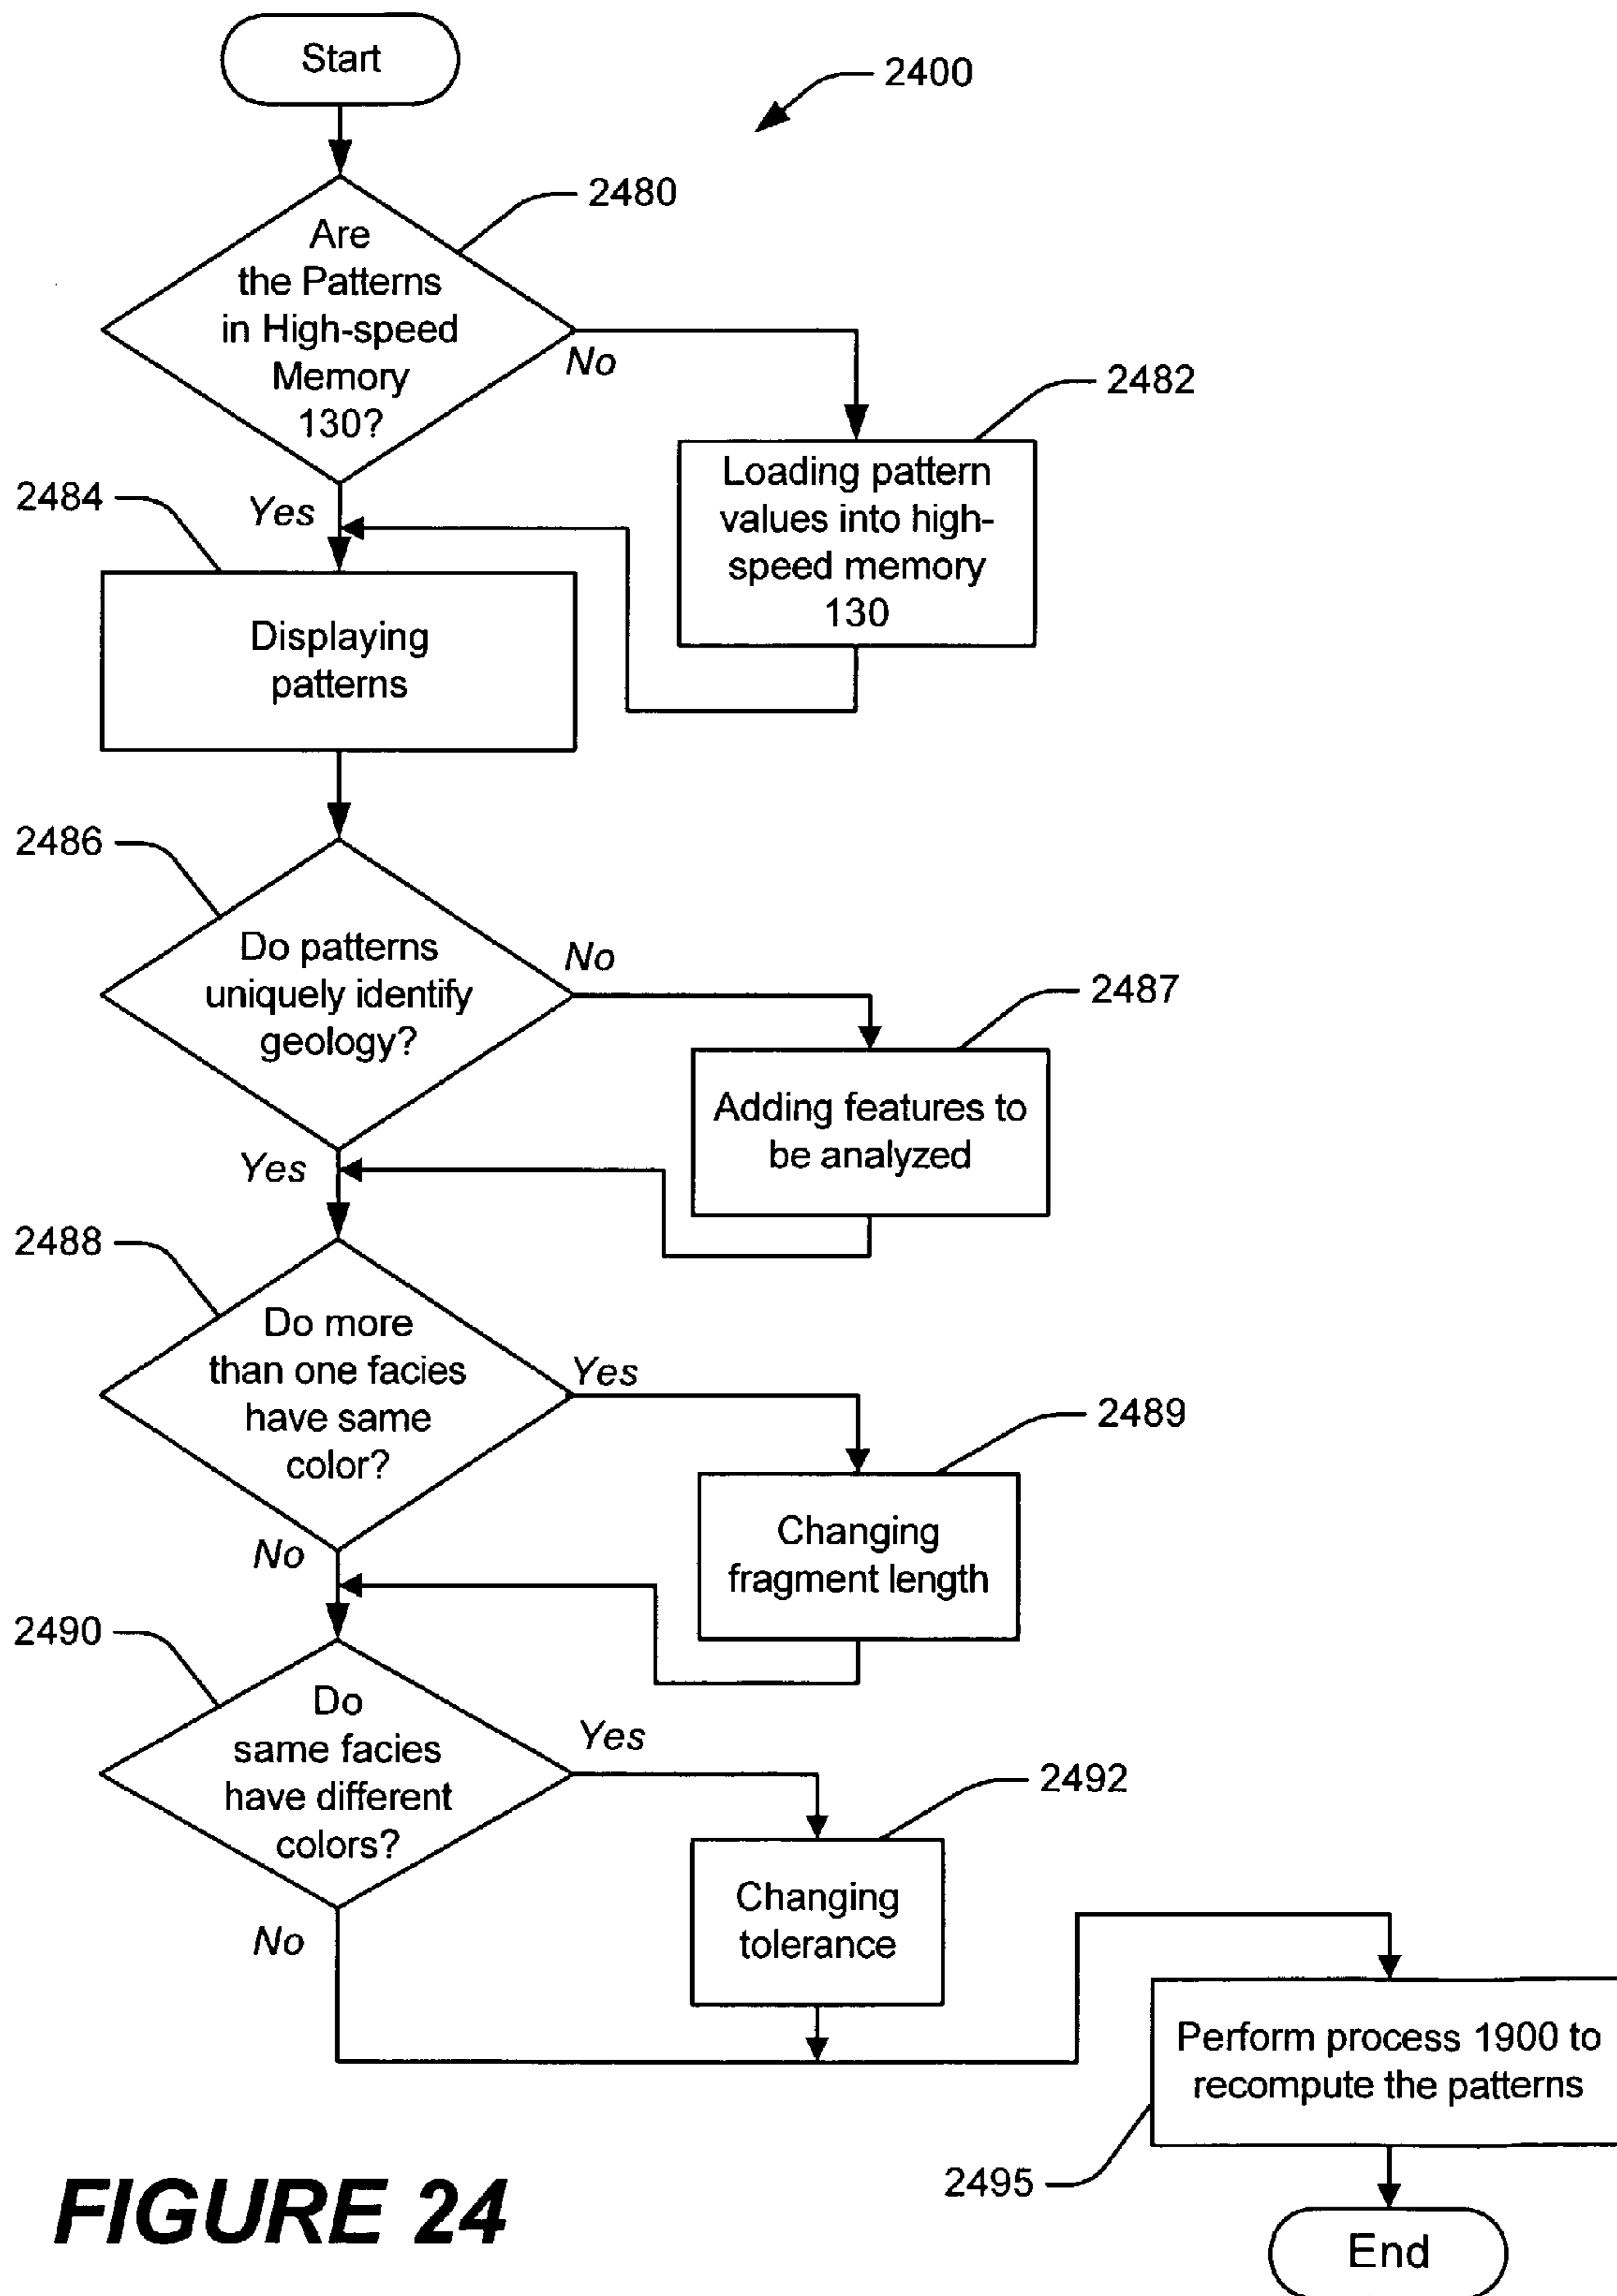 Start
2400
2480
Are
the Patterns
in High-speed
Memory
130?
No
2482
Loading pattern
values into high-
speed memory
130
Yes
2484
Displaying
patterns
2486
Do patterns
uniquely identify
geology?
No
2487
Adding features to
be analyzed
Yes
2488
Do more
than one facies
have same
color?
Yes
2489
Changing
fragment length
No
2490
Do
same facies
have different
colors?
Yes
2492
Changing
tolerance
No
Perform process 1900 to
recompute the patterns
2495
End
FIGURE 24